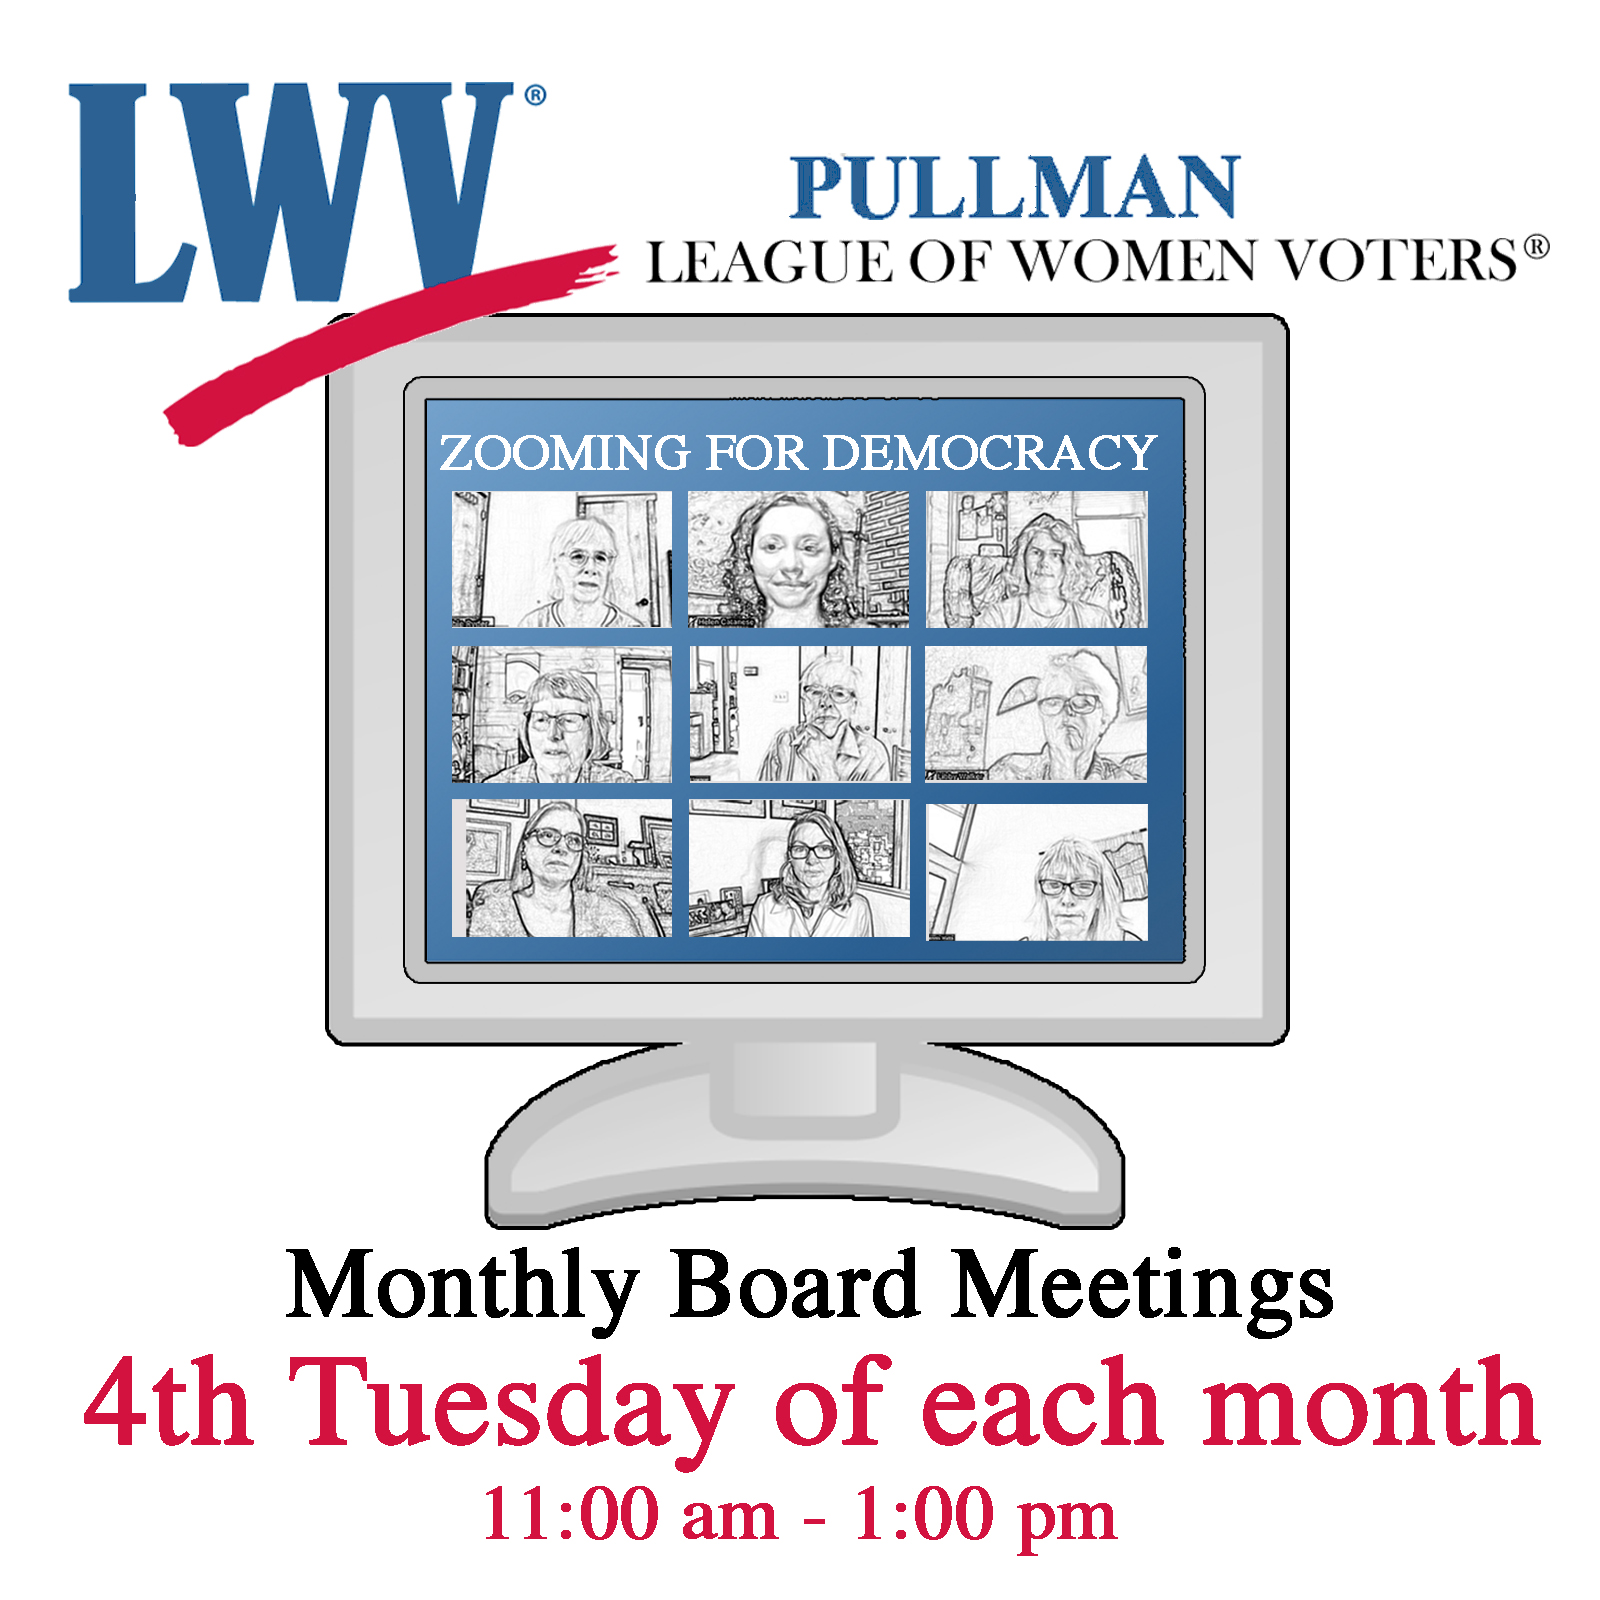 LWV®
PULLMAN
LEAGUE OF WOMEN VOTERS®
ZOOMING FOR DEMOCRACY
Monthly Board Meetings
4th Tuesday of each month
11:00 am - 1:00 pm